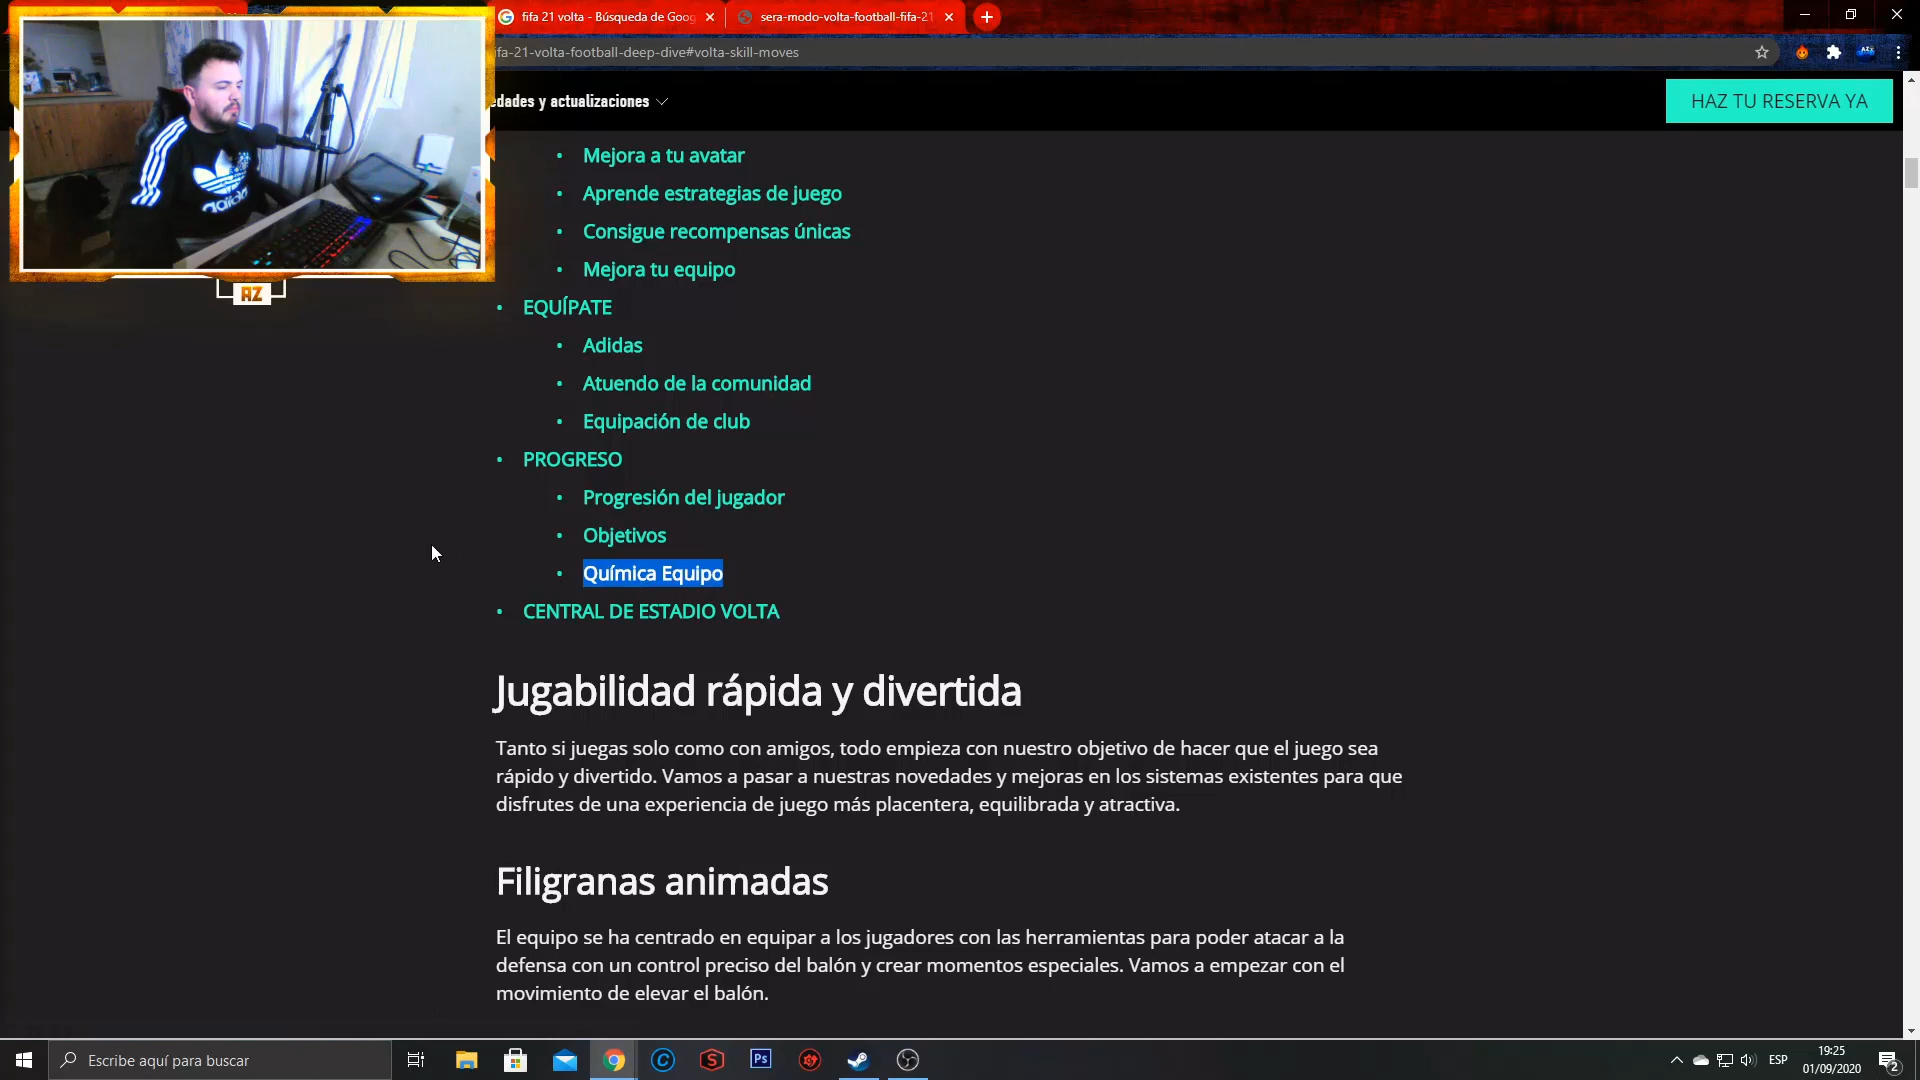 fifa 21 volta - Búsqueda de Goog
sera-modo-volta-football-fifa-21
fa-21-volta-football-deep-dive#volta-skill-moves
edades y actualizaciones
HAZ TU RESERVA YA
adidas
AZ
Mejora a tu avatar
Aprende estrategias de juego
Consigue recompensas únicas
Mejora tu equipo
EQUÍPATE
Adidas
Atuendo de la comunidad
Equipación de club
PROGRESO
Progresión del jugador
Objetivos
Química Equipo
CENTRAL DE ESTADIO VOLTA
Jugabilidad rápida y divertida
Tanto si juegas solo como con amigos, todo empieza con nuestro objetivo de hacer que el juego sea
rápido y divertido. Vamos a pasar a nuestras novedades y mejoras en los sistemas existentes para que
disfrutes de una experiencia de juego más placentera, equilibrada y atractiva.
Filigranas animadas
El equipo se ha centrado en equipar a los jugadores con las herramientas para poder atacar a la
defensa con un control preciso del balón y crear momentos especiales. Vamos a empezar con el
movimiento de elevar el balón.
Escribe aquí para buscar
Ps
ESP
19:25
01/09/2020
2